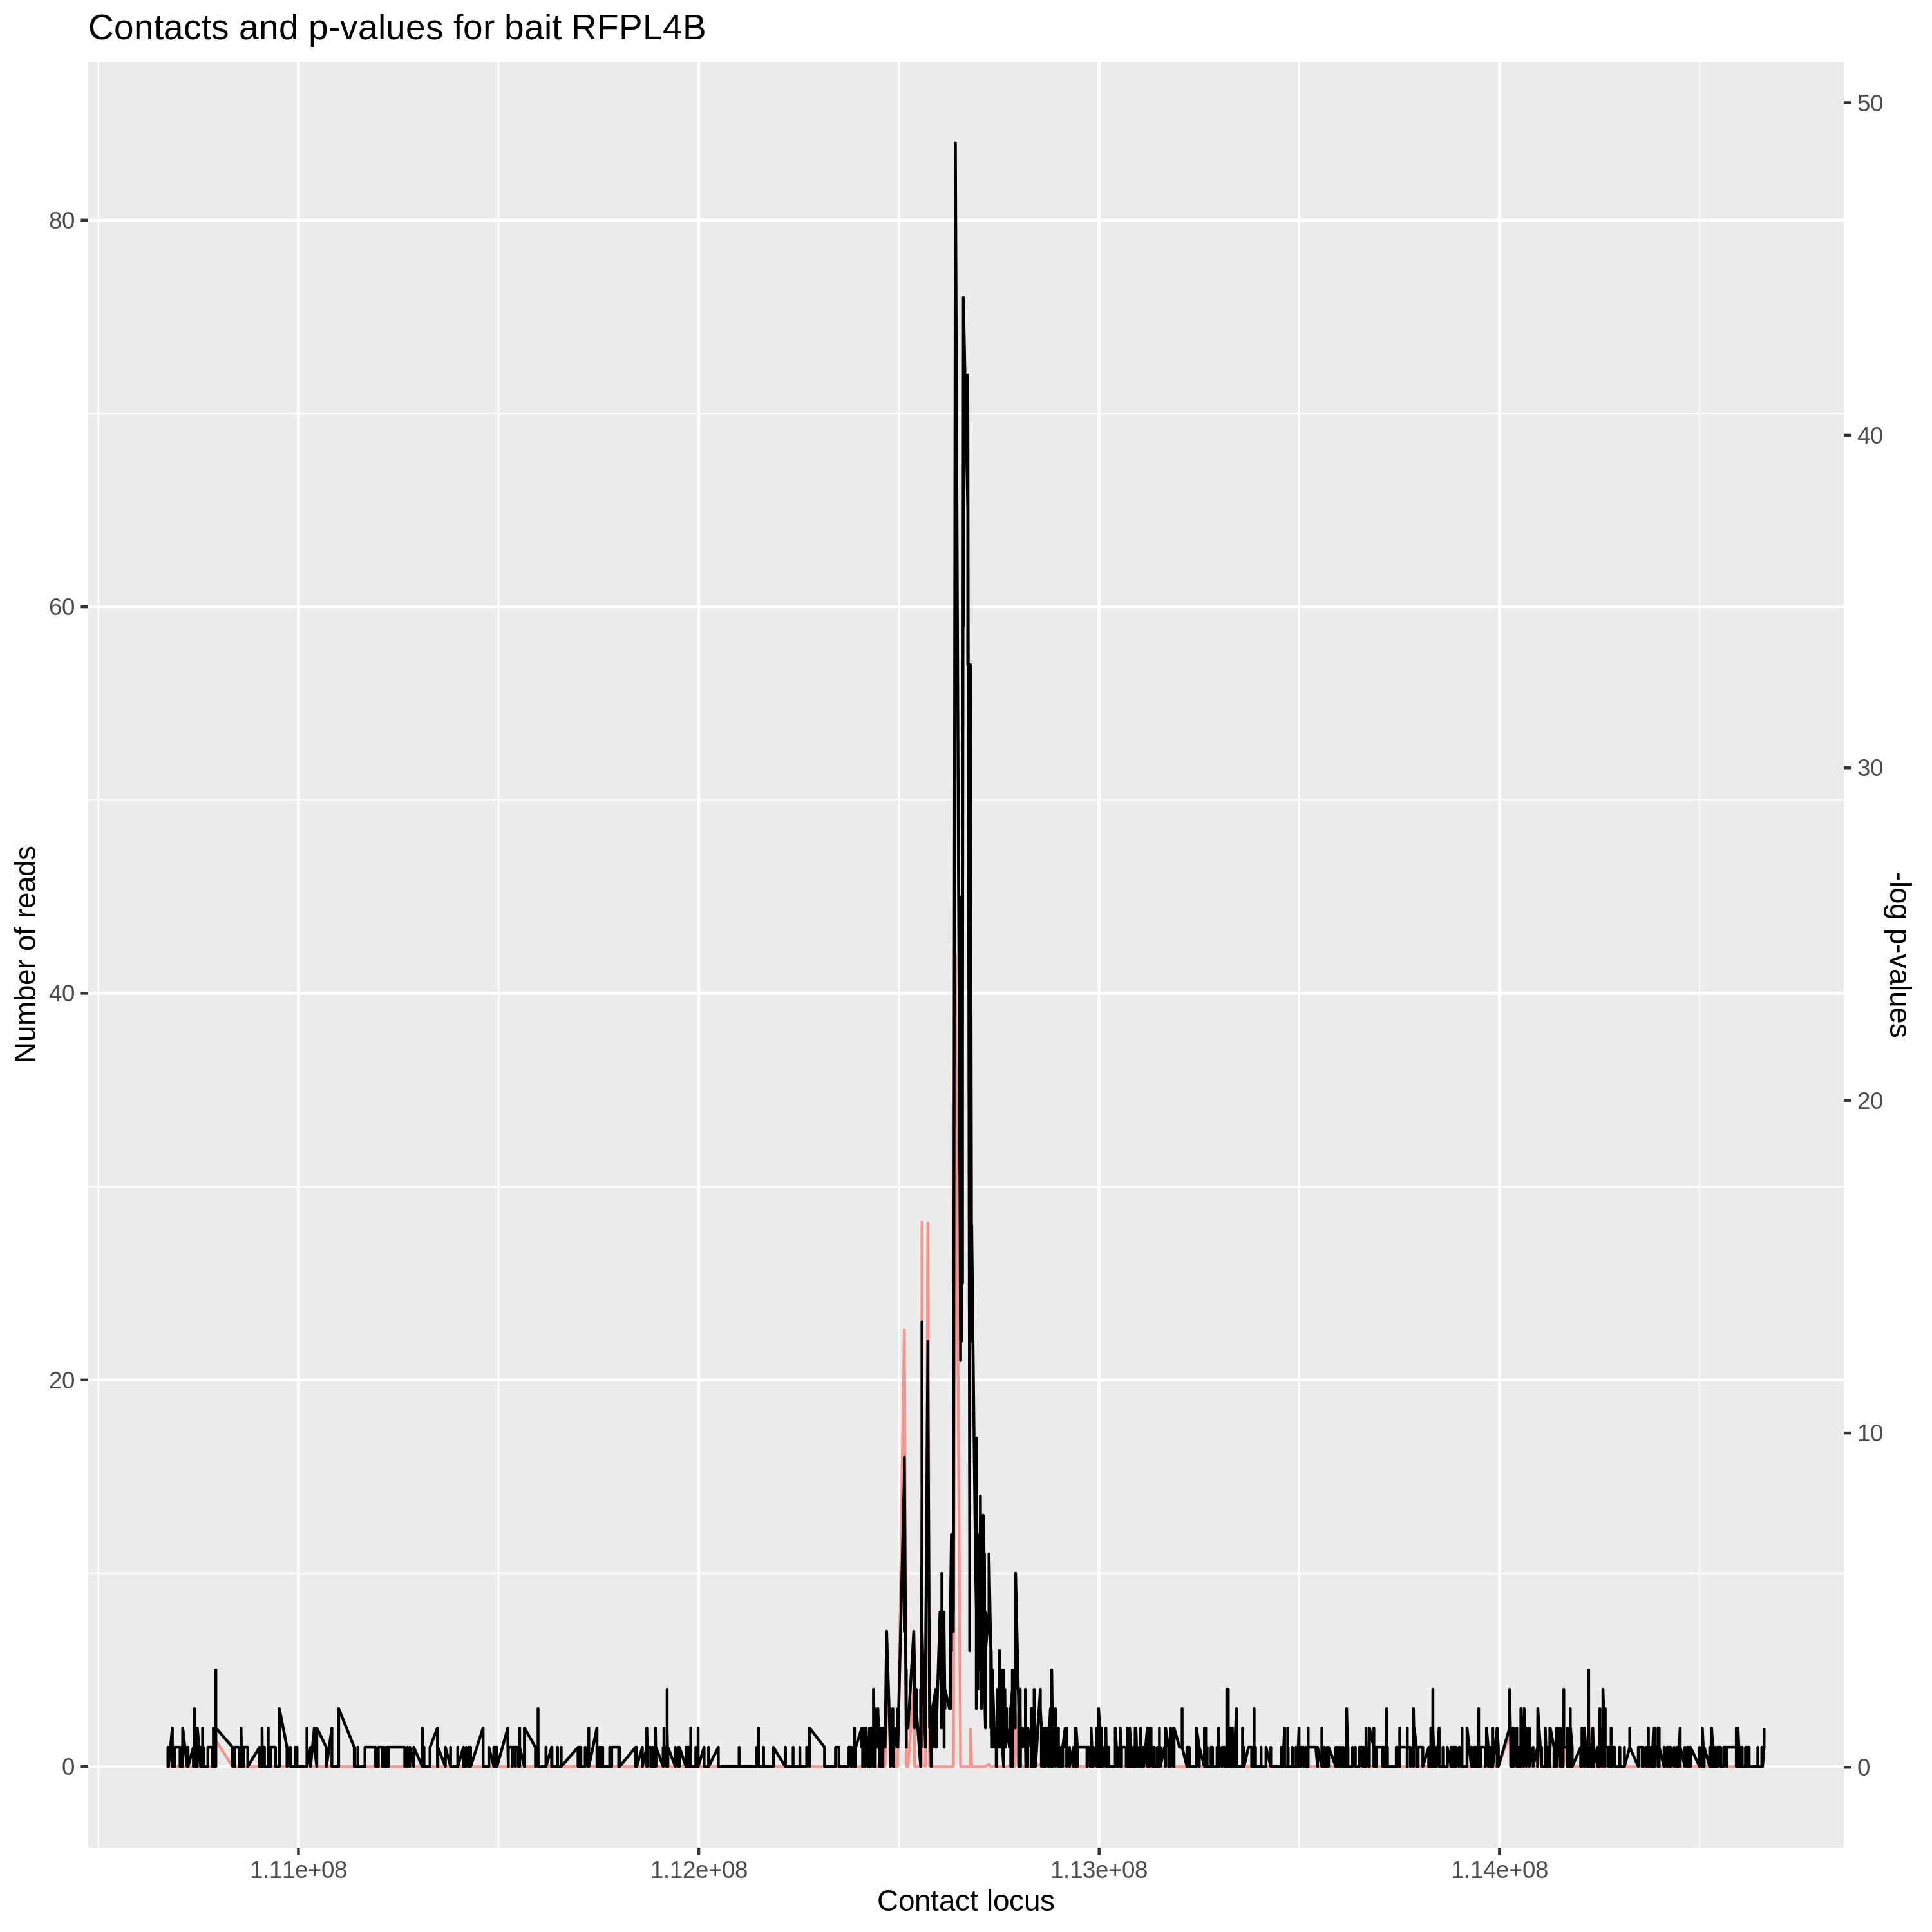 Contacts and p-values for bait RFPL4B
80
60
40
20
0
Number of reads
50
40
30
20
10
0
-log p-values
1.11e+08
1.12e+08
1.13e+08
1.14e+08
Contact locus